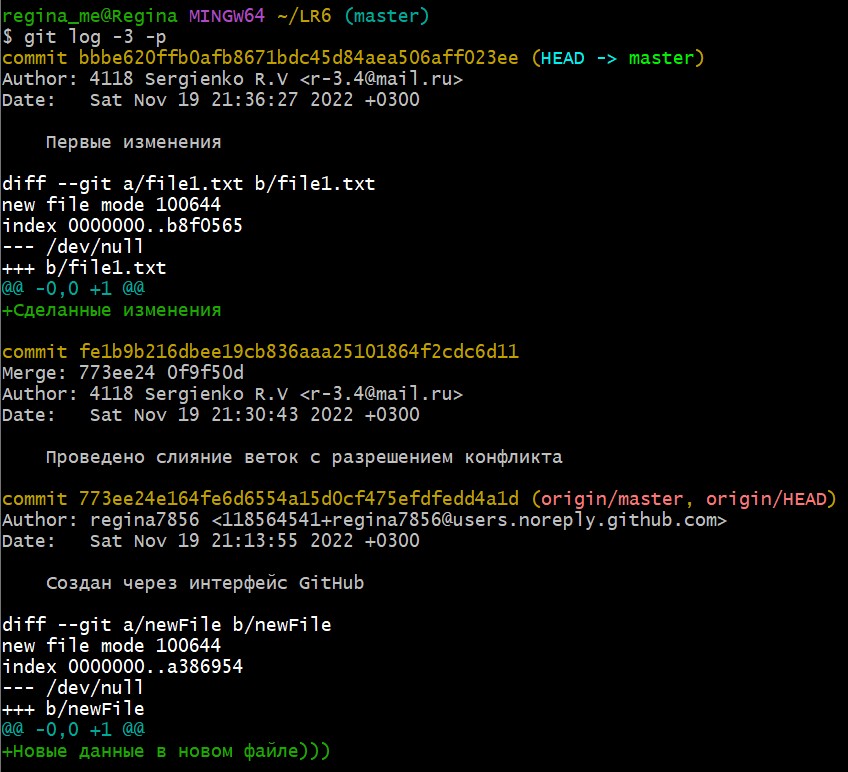 regina_me@Regina MINGW64 ~/LR6 (master)
$ git log -3 -p
commit bbbe620ffb0afb8671bdc45d84aea506aff023ee (HEAD -> master)
Author: 4118 Sergienko R.V <r-3.4@mail.ru>
Date:   Sat Nov 19 21:36:27 2022 +0300

    Первые изменения

diff --git a/file1.txt b/file1.txt
new file mode 100644
index 0000000..b8f0565
--- /dev/null
+++ b/file1.txt
@@ -0,0 +1 @@
+Сделанные изменения

commit fe1b9b216dbee19cb836aaa25101864f2cdc6d11
Merge: 773ee24 0f9f50d
Author: 4118 Sergienko R.V <r-3.4@mail.ru>
Date:   Sat Nov 19 21:30:43 2022 +0300

    Проведено слияние веток с разрешением конфликта

commit 773ee24e164fe6d6554a15d0cf475efdfedd4a1d (origin/master, origin/HEAD)
Author: regina7856 <118564541+regina7856@users.noreply.github.com>
Date:   Sat Nov 19 21:13:55 2022 +0300

    Создан через интерфейс GitHub

diff --git a/newFile b/newFile
new file mode 100644
index 0000000..a386954
--- /dev/null
+++ b/newFile
@@ -0,0 +1 @@
+Новые данные в новом файле)))